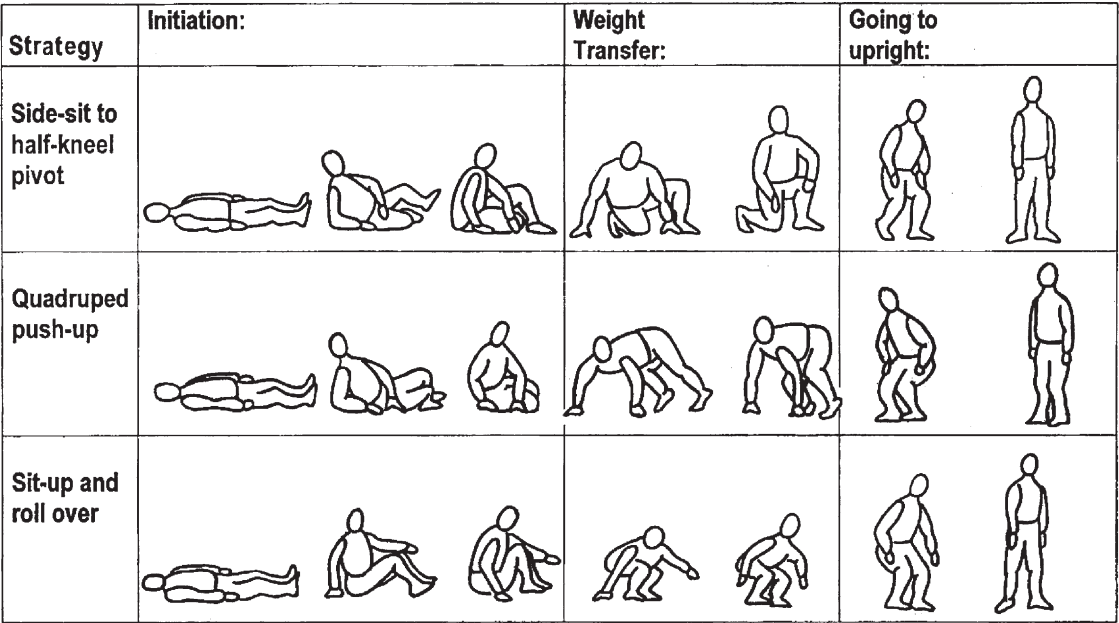 Strategy
Initiation:
Weight
Transfer:
Going to
upright:
Side-sit to
half-kneel
pivot
Quadruped
push-up
Sit-up and
roll over